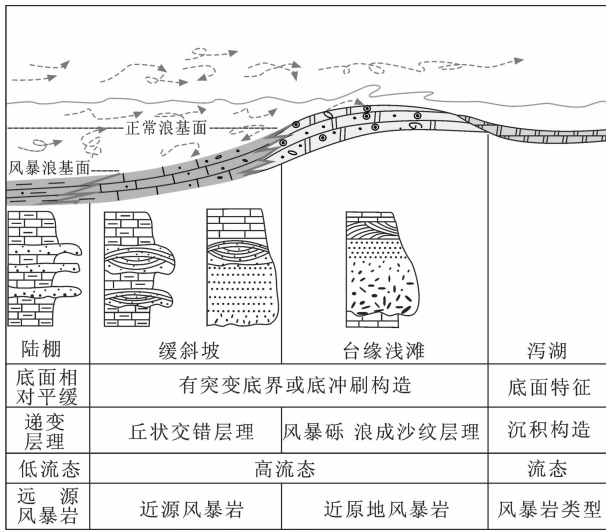 正常浪基面
风暴浪基面
陆棚 缓斜坡 台缘浅滩 泻湖
底面相对平缓 有突变底界或底冲刷构造 底面特征
递变层理 丘状交错层理 风暴砾 浪成沙纹层理 沉积构造
低流态 高流态 流态
远源风暴岩 近源风暴岩 近原地风暴岩 风暴岩类型